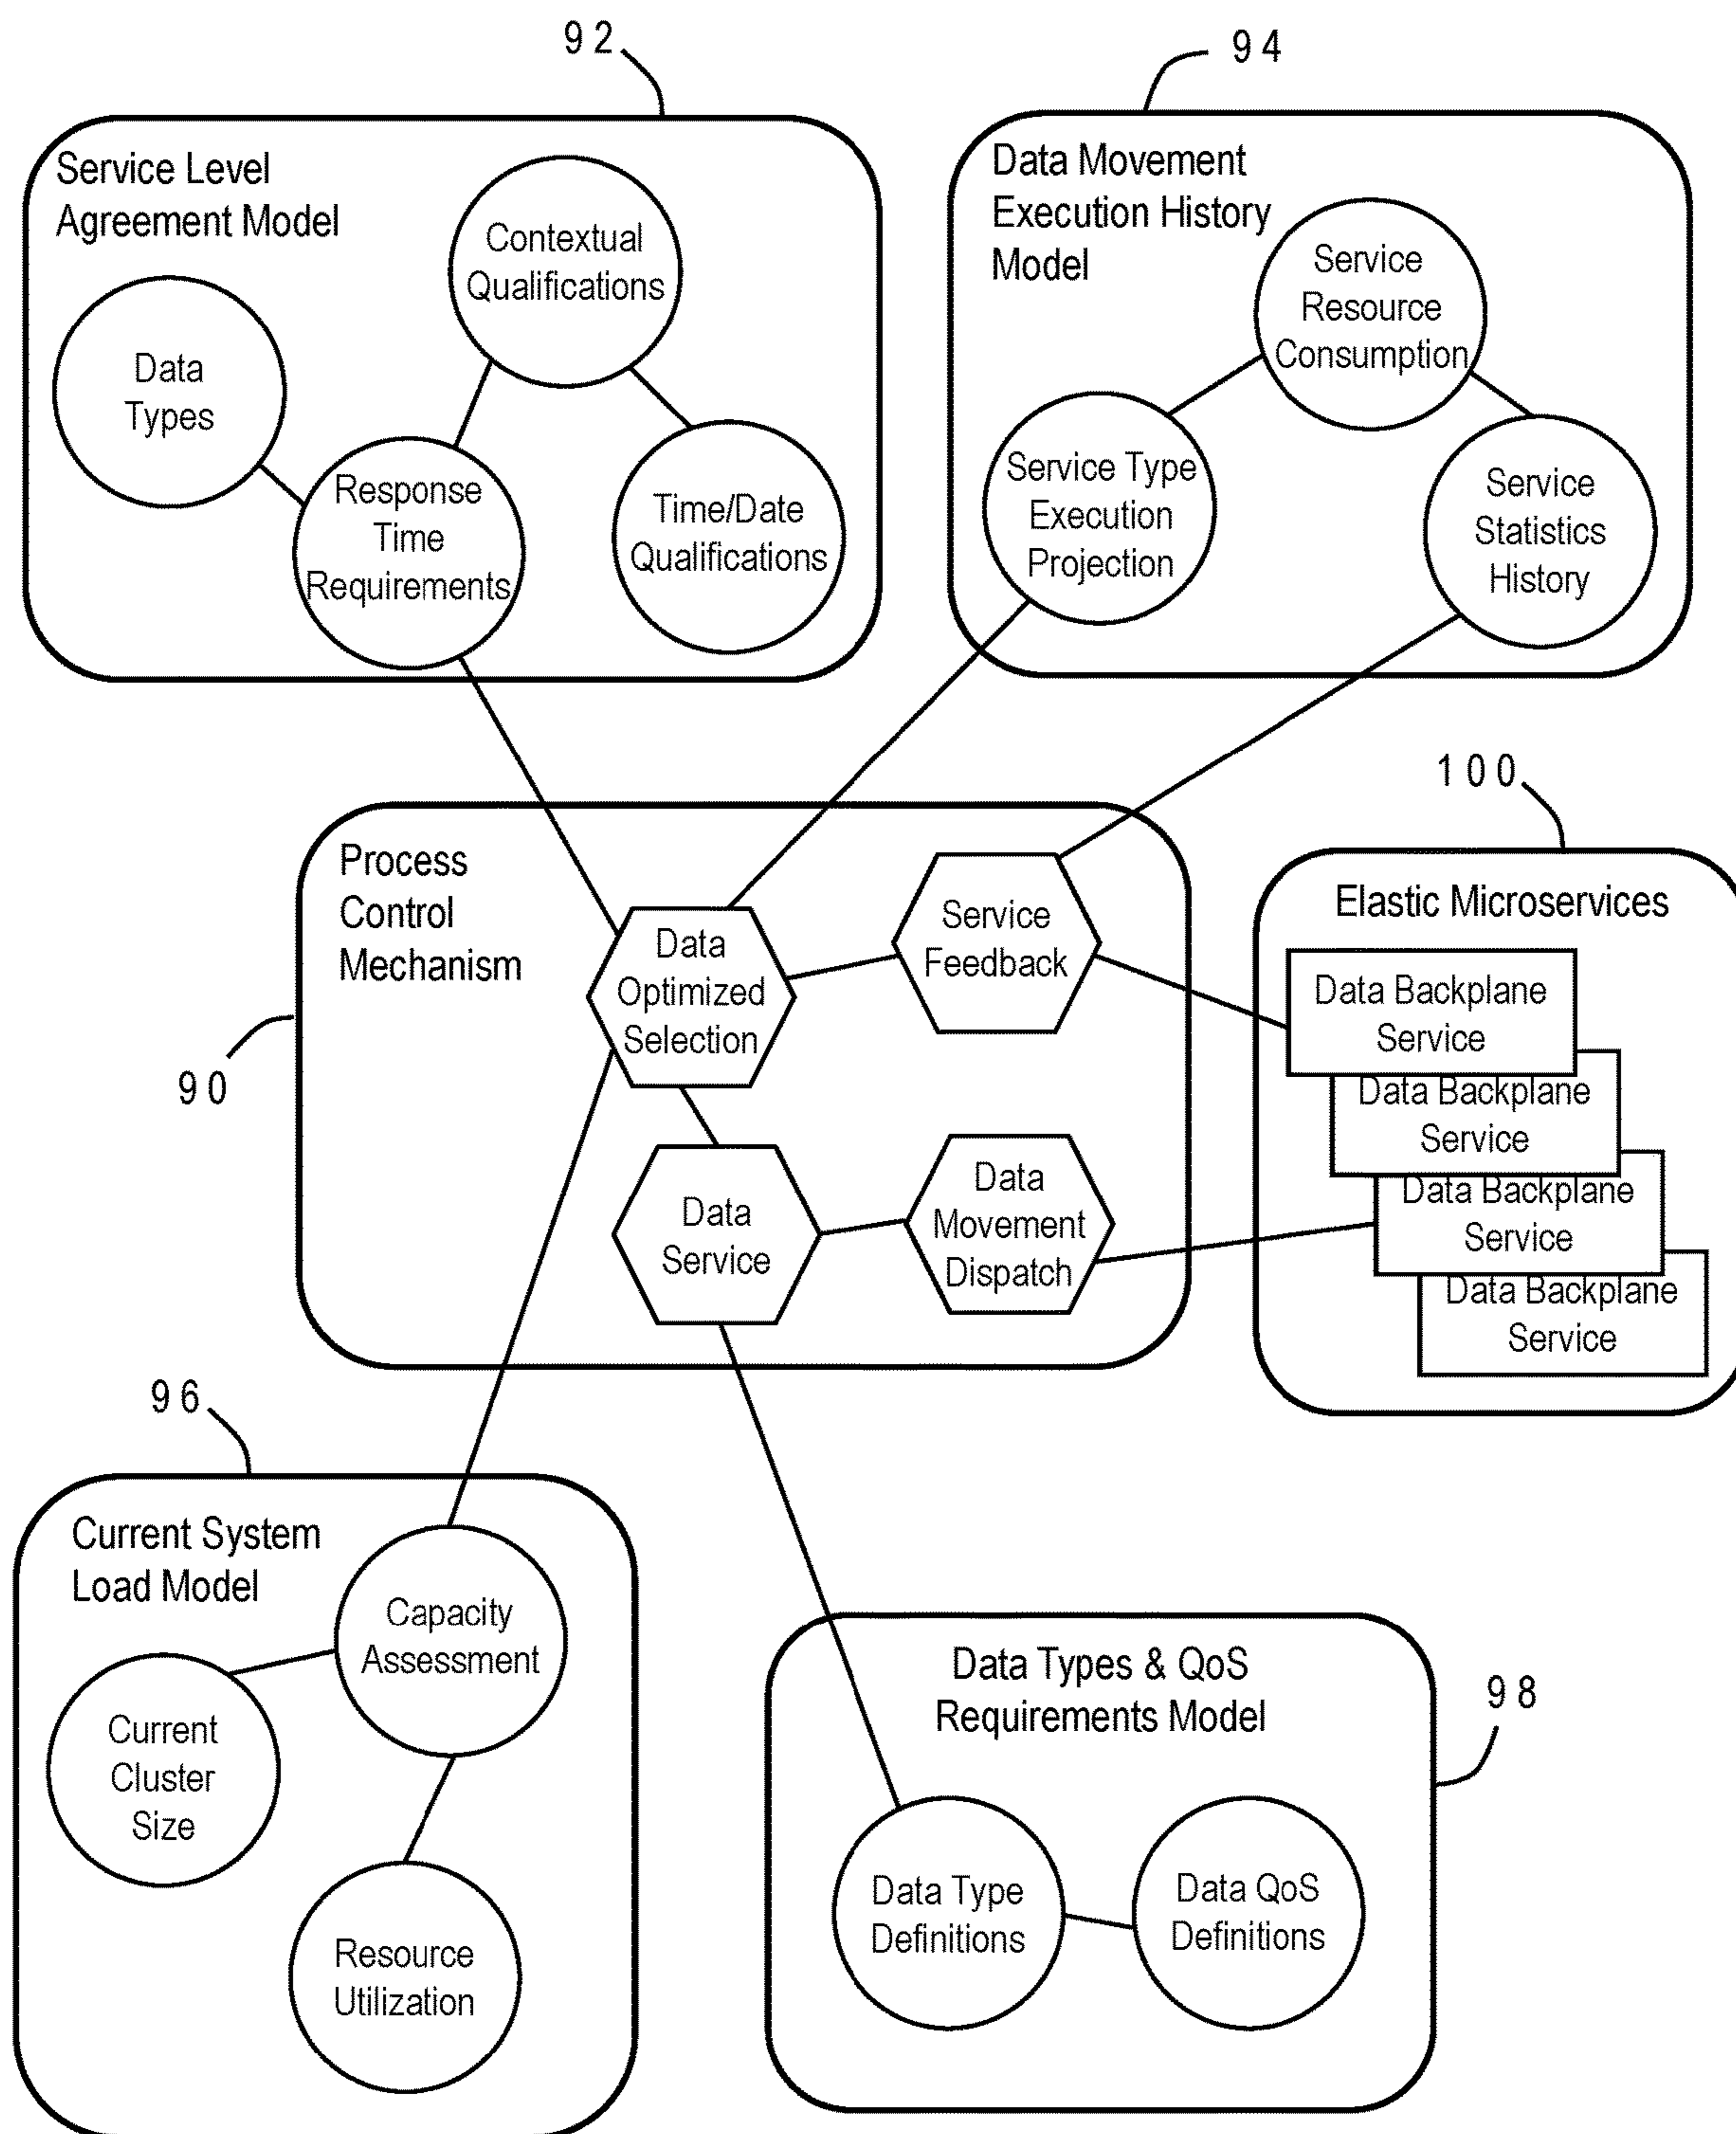 92
94
Service Level
Agreement Model
Contextual
Qualifications
Data
Types
Response
Time
Requirements
Time/Date
Qualifications
Data Movement
Execution History
Model
Service
Resource
Consumption
Service Type
Execution
Projection
Service
Statistics
History
100
Process
Control
Mechanism
Data
Optimized
Selection
Service
Feedback
Data
Service
Data
Movement
Dispatch
90
Elastic Microservices
Data Backplane
Service
Data Backplane
Service
Data Backplane
Service
Data Backplane
Service
96
Current System
Load Model
Capacity
Assessment
Current
Cluster
Size
Resource
Utilization
Data Types & QoS
Requirements Model
98
Data Type
Definitions
Data QoS
Definitions